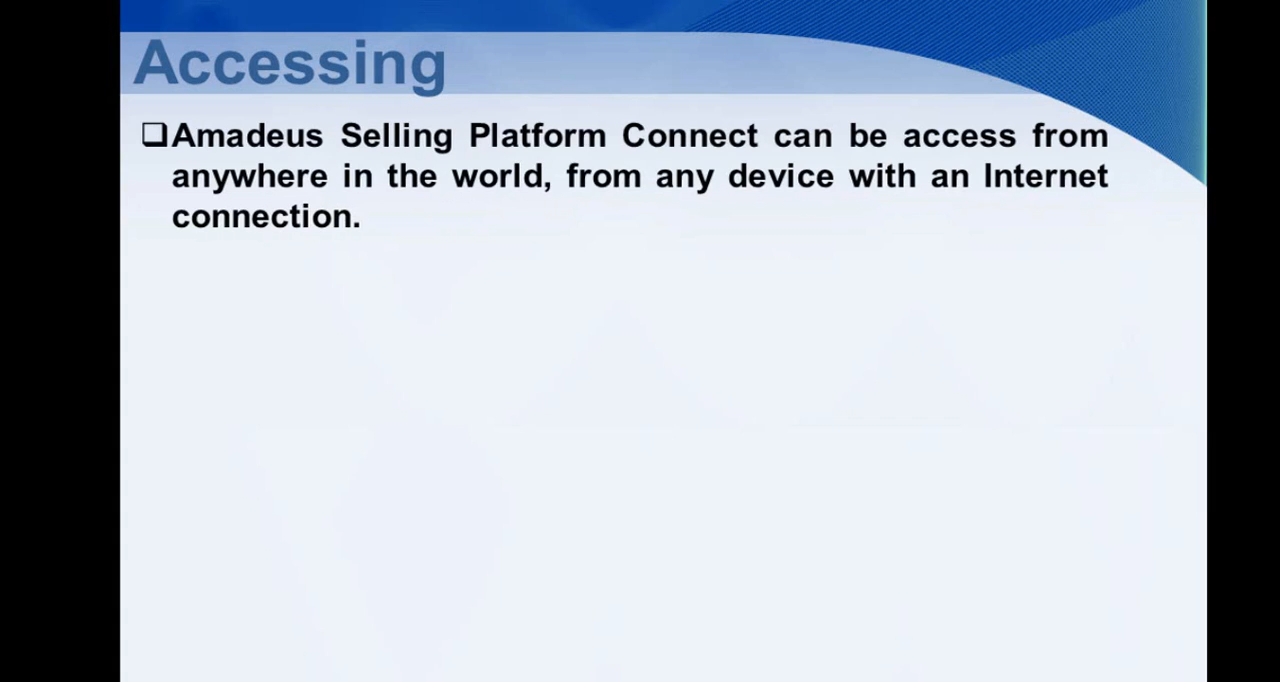 Accessing
❑Amadeus Selling Platform Connect can be access from
anywhere in the world, from any device with an Internet
connection.